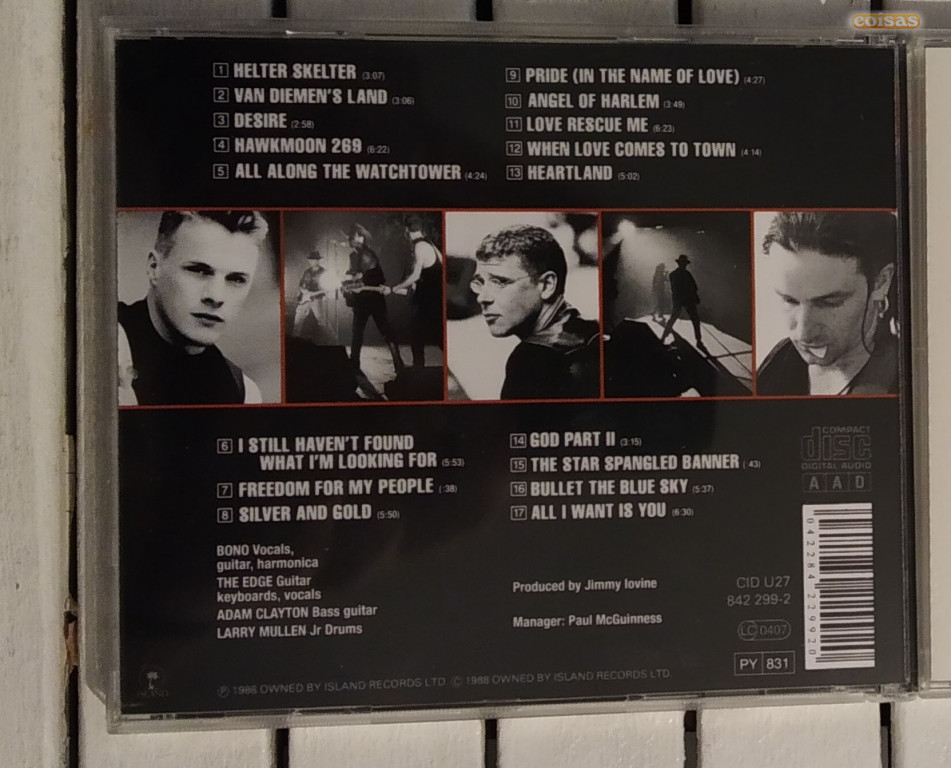 coisas
1 HELTER SKELTER (3:07)
2 VAN DIEMEN'S LAND (3:06)
3 DESIRE (2:58)
4 HAWKMOON 269 (6:22)
5 ALL ALONG THE WATCHTOWER (4:24)
9 PRIDE (IN THE NAME OF LOVE) (4:27)
10 ANGEL OF HARLEM (3:49)
11 LOVE RESCUE ME (6:23)
12 WHEN LOVE COMES TO TOWN (4:14)
13 HEARTLAND (5:02)
6 I STILL HAVEN'T FOUND
WHAT I'M LOOKING FOR (5:53)
7 FREEDOM FOR MY PEOPLE (:38)
8 SILVER AND GOLD (5:50)
14 GOD PART II (3:15)
15 THE STAR SPANGLED BANNER (:43)
16 BULLET THE BLUE SKY (5:37)
17 ALL I WANT IS YOU (6:30)
COMPACT
disc
DIGITAL AUDIO
A A D
BONO Vocals,
guitar, harmonica
THE EDGE Guitar
keyboards, vocals
ADAM CLAYTON Bass guitar
LARRY MULLEN Jr Drums
Produced by Jimmy Iovine
Manager: Paul McGuinness
CID U27
842 299-2
LC 0407
PY 831
0 42284 22992 0
ISLAND
℗ 1988 OWNED BY ISLAND RECORDS LTD. © 1988 OWNED BY ISLAND RECORDS LTD.